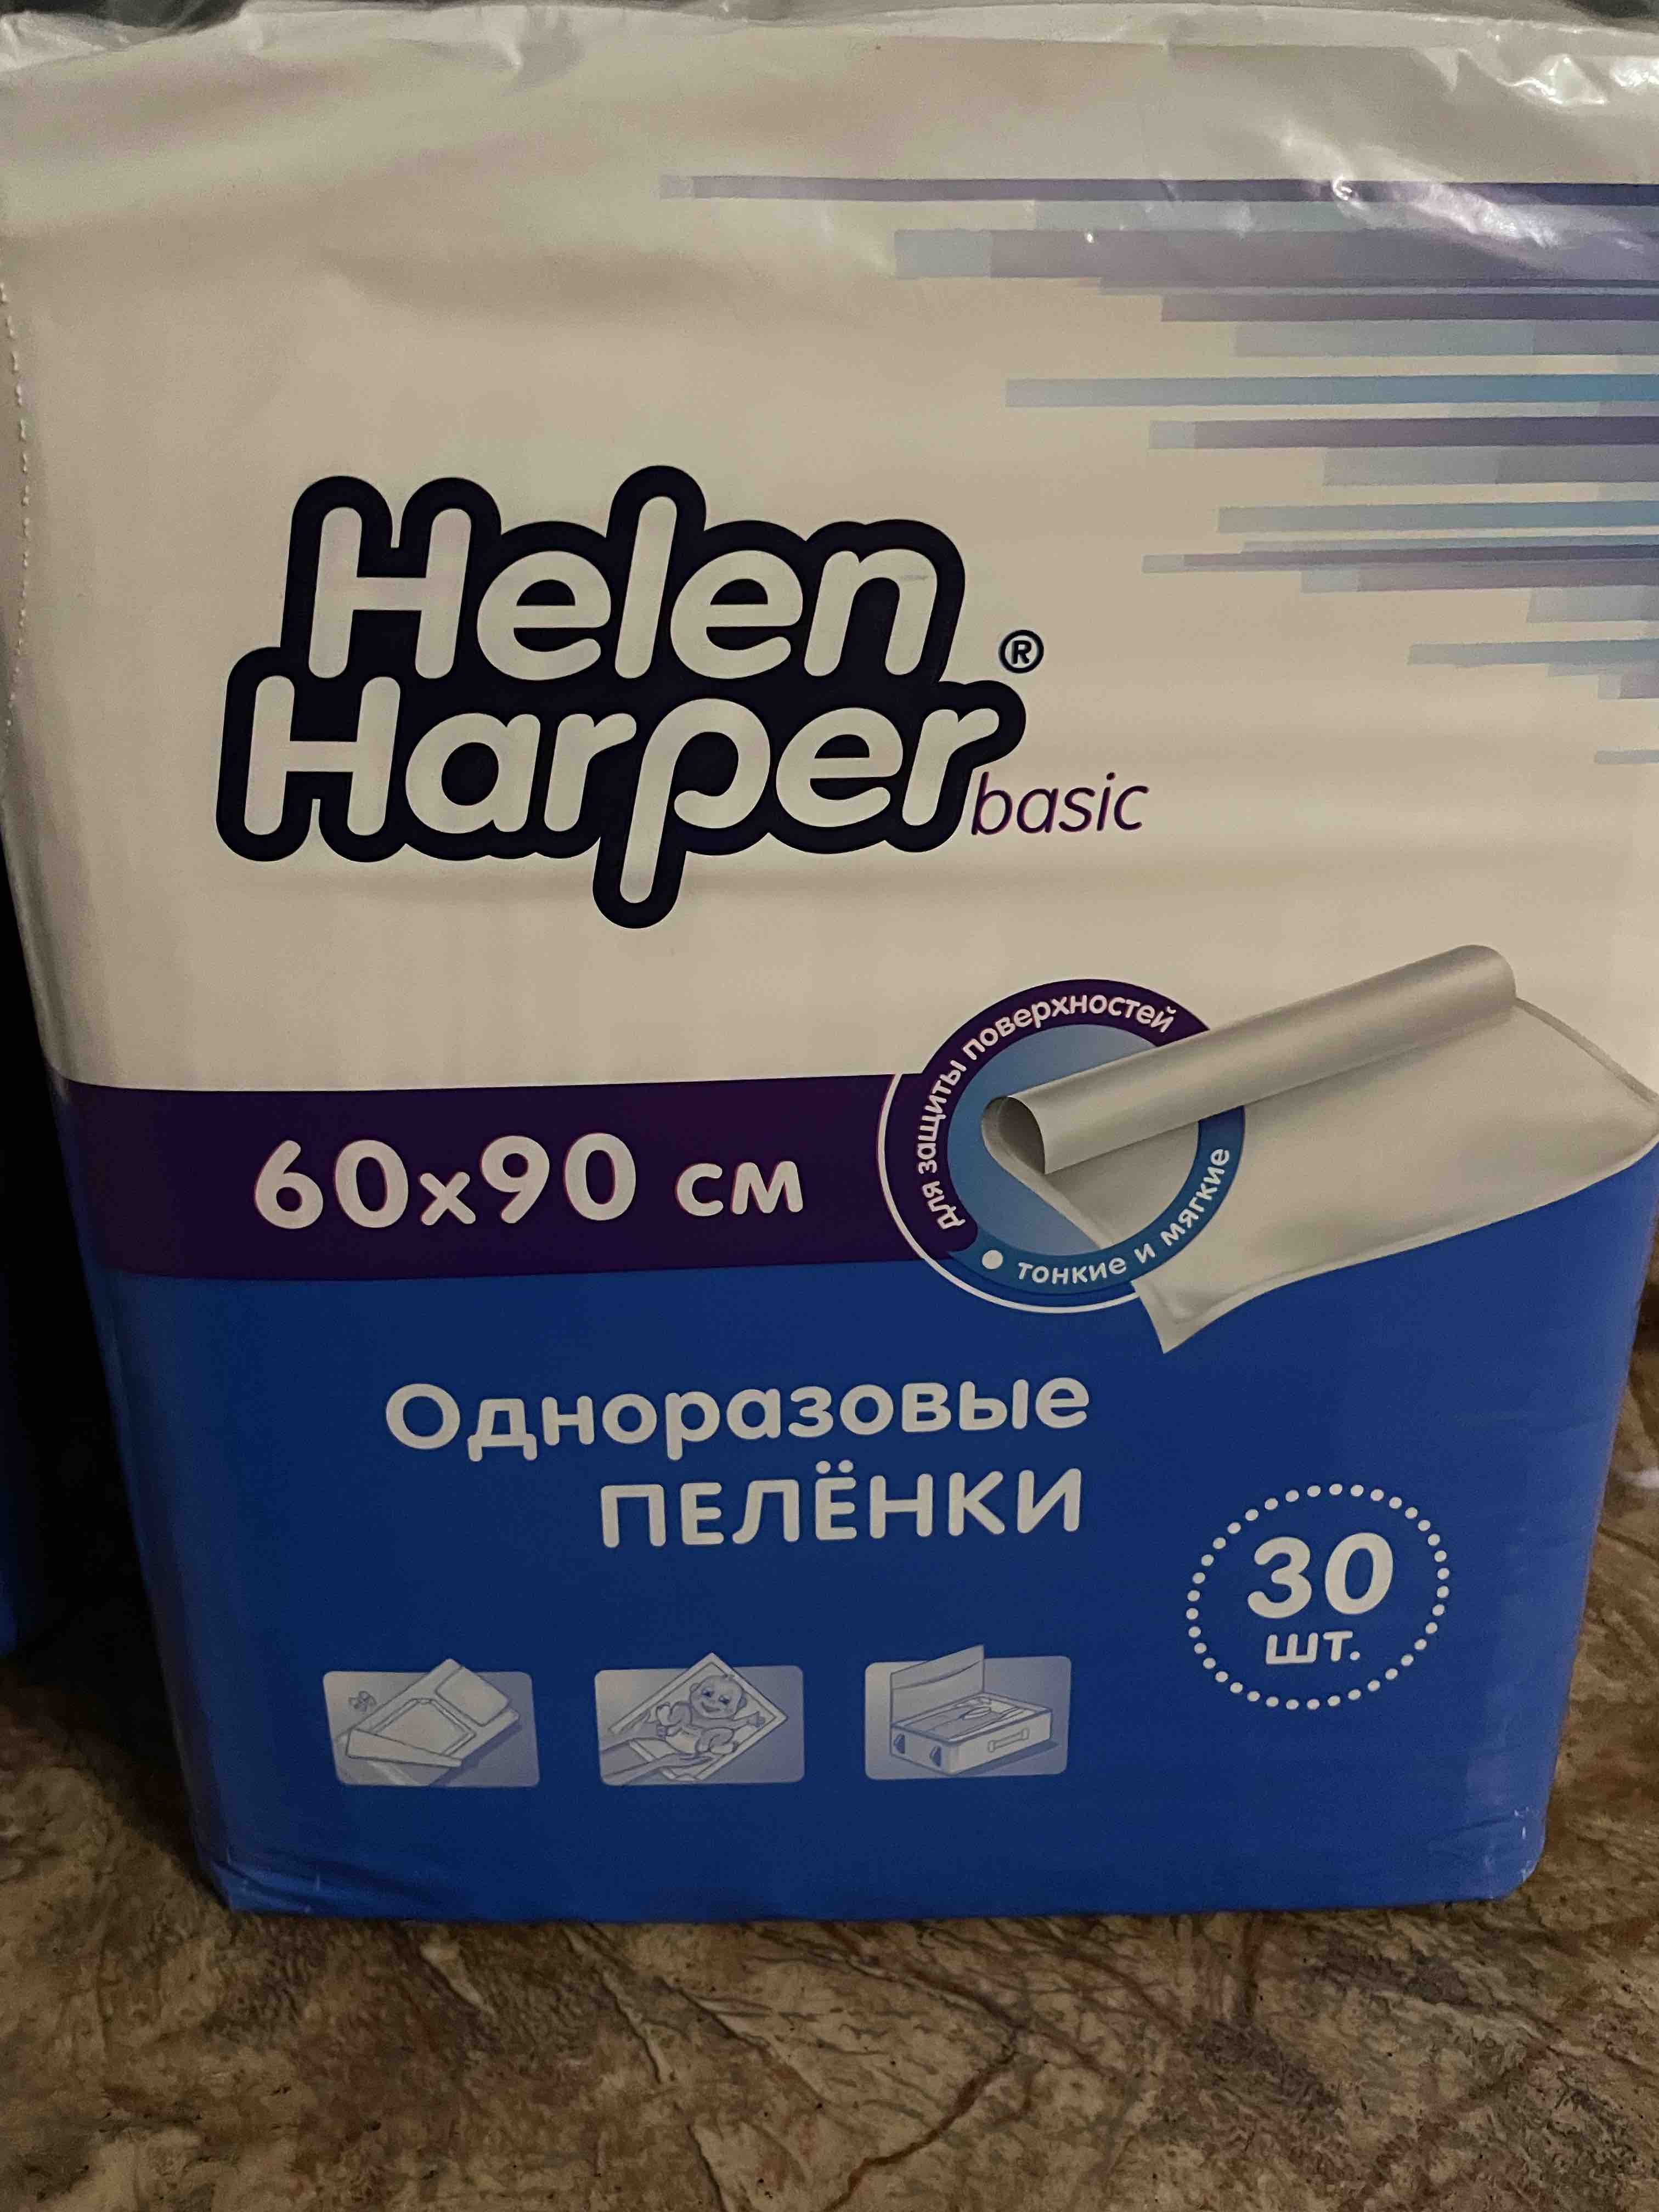 Helen
Harper®
basic
для защиты поверхностей
тонкие и мягкие
60x90 см
Одноразовые
ПЕЛЁНКИ
30
шт.